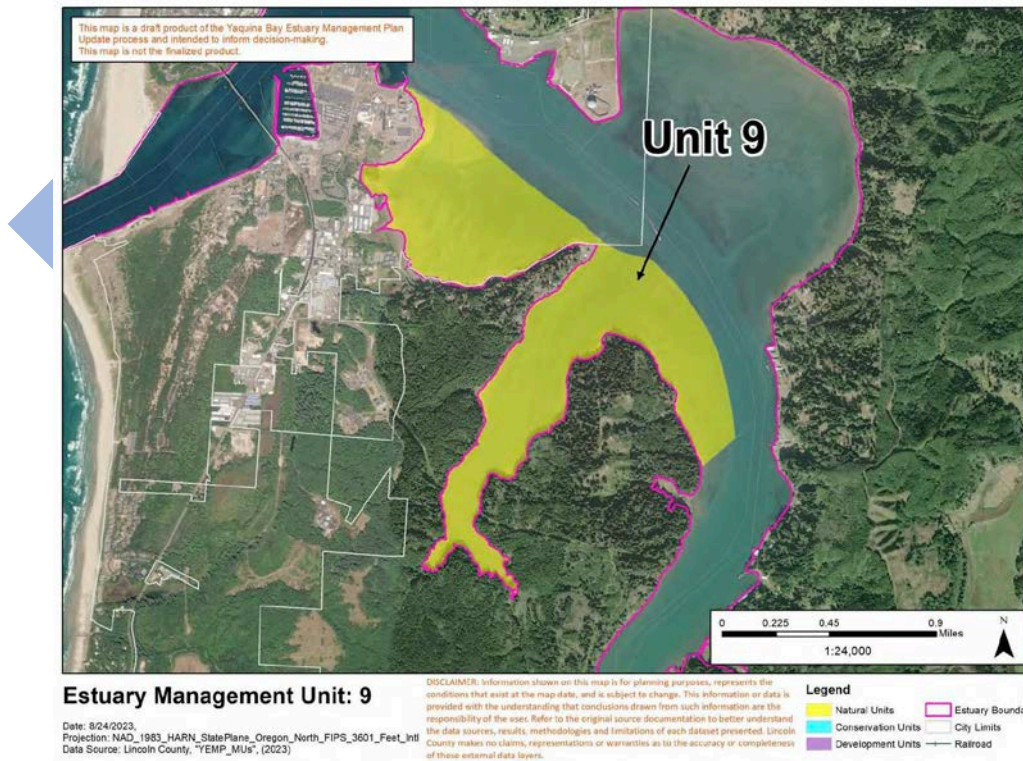 This map is a draft product of the Yaquina Bay Estuary Management Plan
Update process and intended to inform decision-making.
This map is not the finalized product.
Unit 9
0 0.225 0.45 0.9
Miles
1:24,000
N
Estuary Management Unit: 9
Date: 8/24/2023,
Projection: NAD_1983_HARN_StatePlane_Oregon_North_FIPS_3601_Feet_Intl
Data Source: Lincoln County, "YEMP_MUs", (2023)
DISCLAIMER: Information shown on this map is for planning purposes, represents the
conditions that exist at the map date, and is subject to change. This information or data is
provided with the understanding that conclusions drawn from such information are the
responsibility of the user. Refer to the original source documentation to better understand
the data sources, results, methodologies and limitations of each dataset presented. Lincoln
County makes no claims, representations or warranties as to the accuracy or completeness
of these external data layers.
Legend
Natural Units
Conservation Units
Development Units
Estuary Bounda
City Limits
Railroad